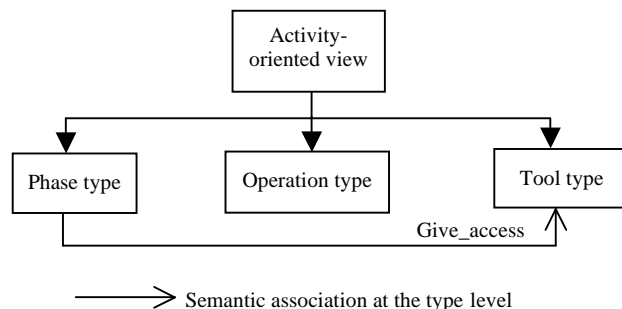 Activity-
oriented view
Phase type
Operation type
Tool type
Give_access
Semantic association at the type level